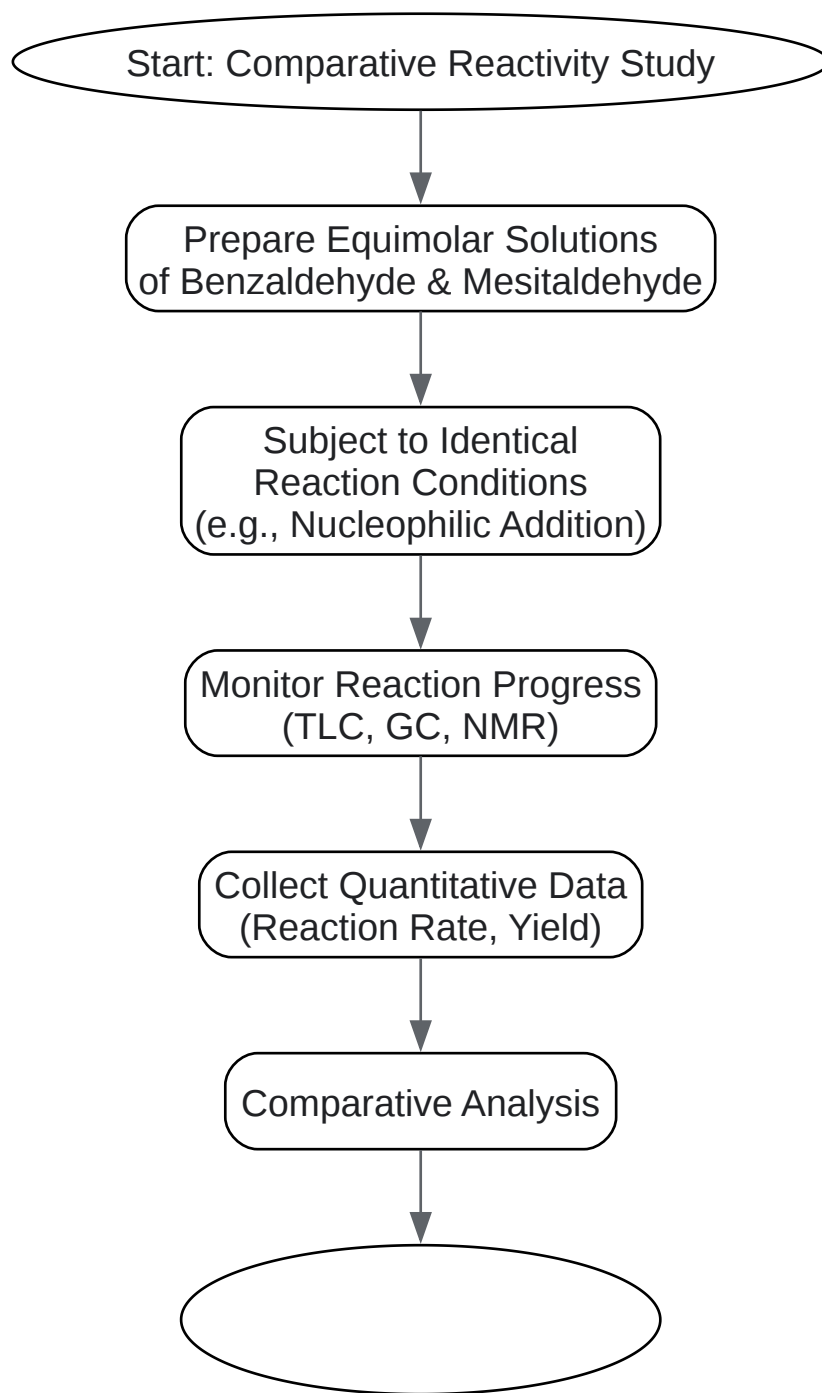 Start: Comparative Reactivity Study
Prepare Equimolar Solutions
of Benzaldehyde & Mesitaldehyde
Subject to Identical
Reaction Conditions
(e.g., Nucleophilic Addition)
Monitor Reaction Progress
(TLC, GC, NMR)
Collect Quantitative Data
(Reaction Rate, Yield)
Comparative Analysis